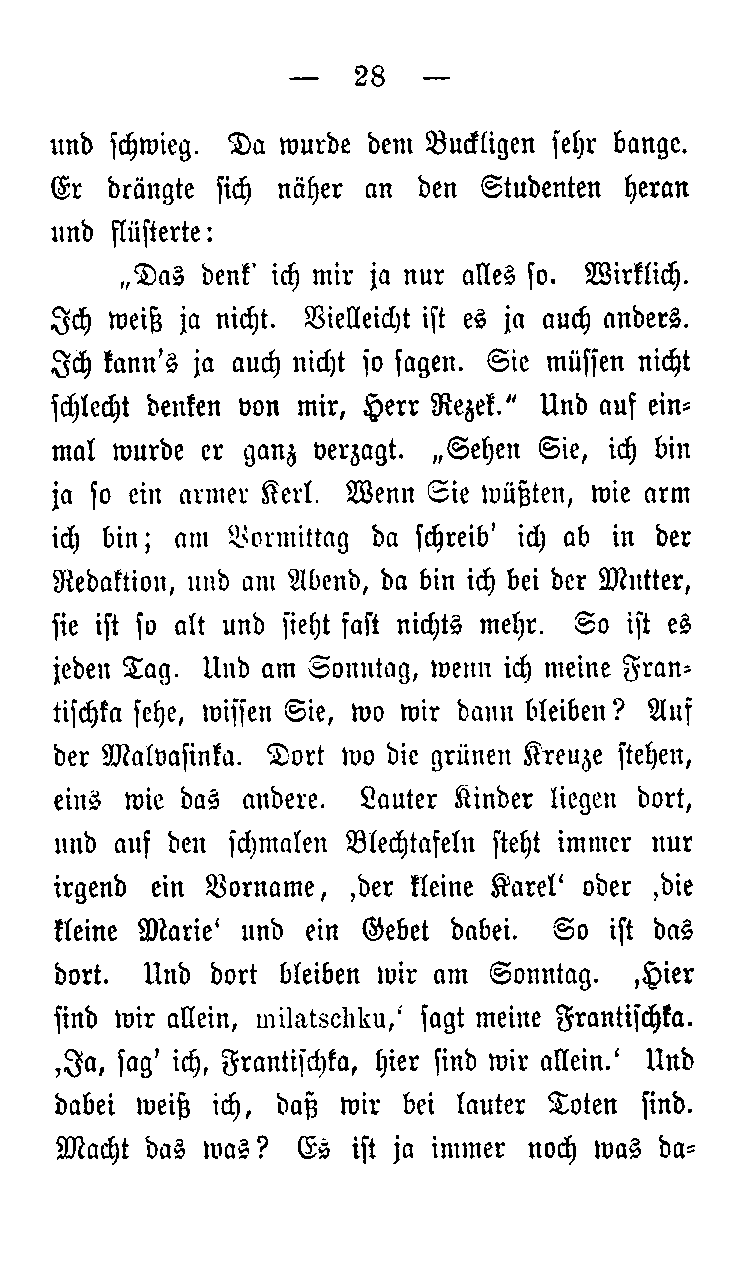 — 28 —
und schwieg. Da wurde dem Buckligen sehr bange.
Er drängte sich näher an den Studenten heran
und flüsterte:
„Das denk' ich mir ja nur alles so. Wirklich.
Ich weiß ja nicht. Vielleicht ist es ja auch anders.
Ich kann's ja auch nicht so sagen. Sie müssen nicht
schlecht denken von mir, Herr Rezek.“ Und auf ein-
mal wurde er ganz verzagt. „Sehen Sie, ich bin
ja so ein armer Kerl. Wenn Sie wüßten, wie arm
ich bin; am Vormittag da schreib' ich ab in der
Redaktion, und am Abend, da bin ich bei der Mutter,
sie ist so alt und sieht fast nichts mehr. So ist es
jeden Tag. Und am Sonntag, wenn ich meine Fran-
tischka sehe, wissen Sie, wo wir dann bleiben? Auf
der Malvasinka. Dort wo die grünen Kreuze stehen,
eins wie das andere. Lauter Kinder liegen dort,
und auf den schmalen Blechtafeln steht immer nur
irgend ein Vorname, ‚der kleine Karel‘ oder ‚die
kleine Marie‘ und ein Gebet dabei. So ist das
dort. Und dort bleiben wir am Sonntag. ‚Hier
sind wir allein, milatschku,‘ sagt meine Frantischka.
‚Ja, sag' ich, Frantischka, hier sind wir allein.‘ Und
dabei weiß ich, daß wir bei lauter Toten sind.
Macht das was? Es ist ja immer noch was da-